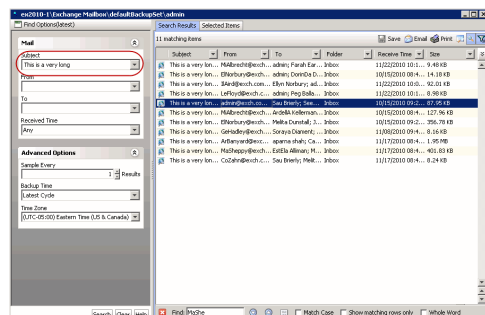 ex2010-1\Exchange Mailbox\defaultBackupSet\admin
Find Options(latest)
Search Results Selected Items
11 matching items
Save Email Print
Mail
Subject
This is a very long
From
To
Received Time
Any
Advanced Options
Sample Every
1 Results
Backup Time
Latest Cycle
Time Zone
(UTC-05:00) Eastern Time (US & Canada)
Search Clear Help
Subject From To Folder Receive Time Size
This is a very lon... MAlbrecht@exch... admin; Farah Ear... Inbox 11/22/2010 10:1... 9.48 KB
This is a very lon... ElNorbury@exch... admin; DorinDa D... Inbox 10/15/2010 08:4... 14.18 KB
This is a very lon... IlAird@exch.com... Ellyn Norbury; ad... Inbox 11/22/2010 10:0... 92.01 KB
This is a very lon... LeFloyd@exch.c... admin; Peg Balla... Inbox 11/22/2010 10:1... 8.98 KB
This is a very lon... admin@exch.co... Sau Brierly; See... Inbox 10/15/2010 09:2... 87.95 KB
This is a very lon... MiAlbrecht@exch... ArdellA Kellerman... Inbox 10/15/2010 08:4... 127.96 KB
This is a very lon... ElNorbury@exch... Melita Dunstall; J... Inbox 10/15/2010 09:2... 356.78 KB
This is a very lon... GeHadley@exch... Soraya Diament; ... Inbox 11/08/2010 09:4... 8.16 KB
This is a very lon... ArBanyard@exc... aparna shah; Ca... Inbox 11/17/2010 08:4... 1.95 MB
This is a very lon... MaSheppy@exch... EstEla Alliman; M... Inbox 11/17/2010 08:4... 401.83 KB
This is a very lon... CoZahn@exch.c... Sau Brierly; Melit... Inbox 11/17/2010 08:4... 8.24 KB
Find: MaShe Match Case Show matching rows only Whole Word